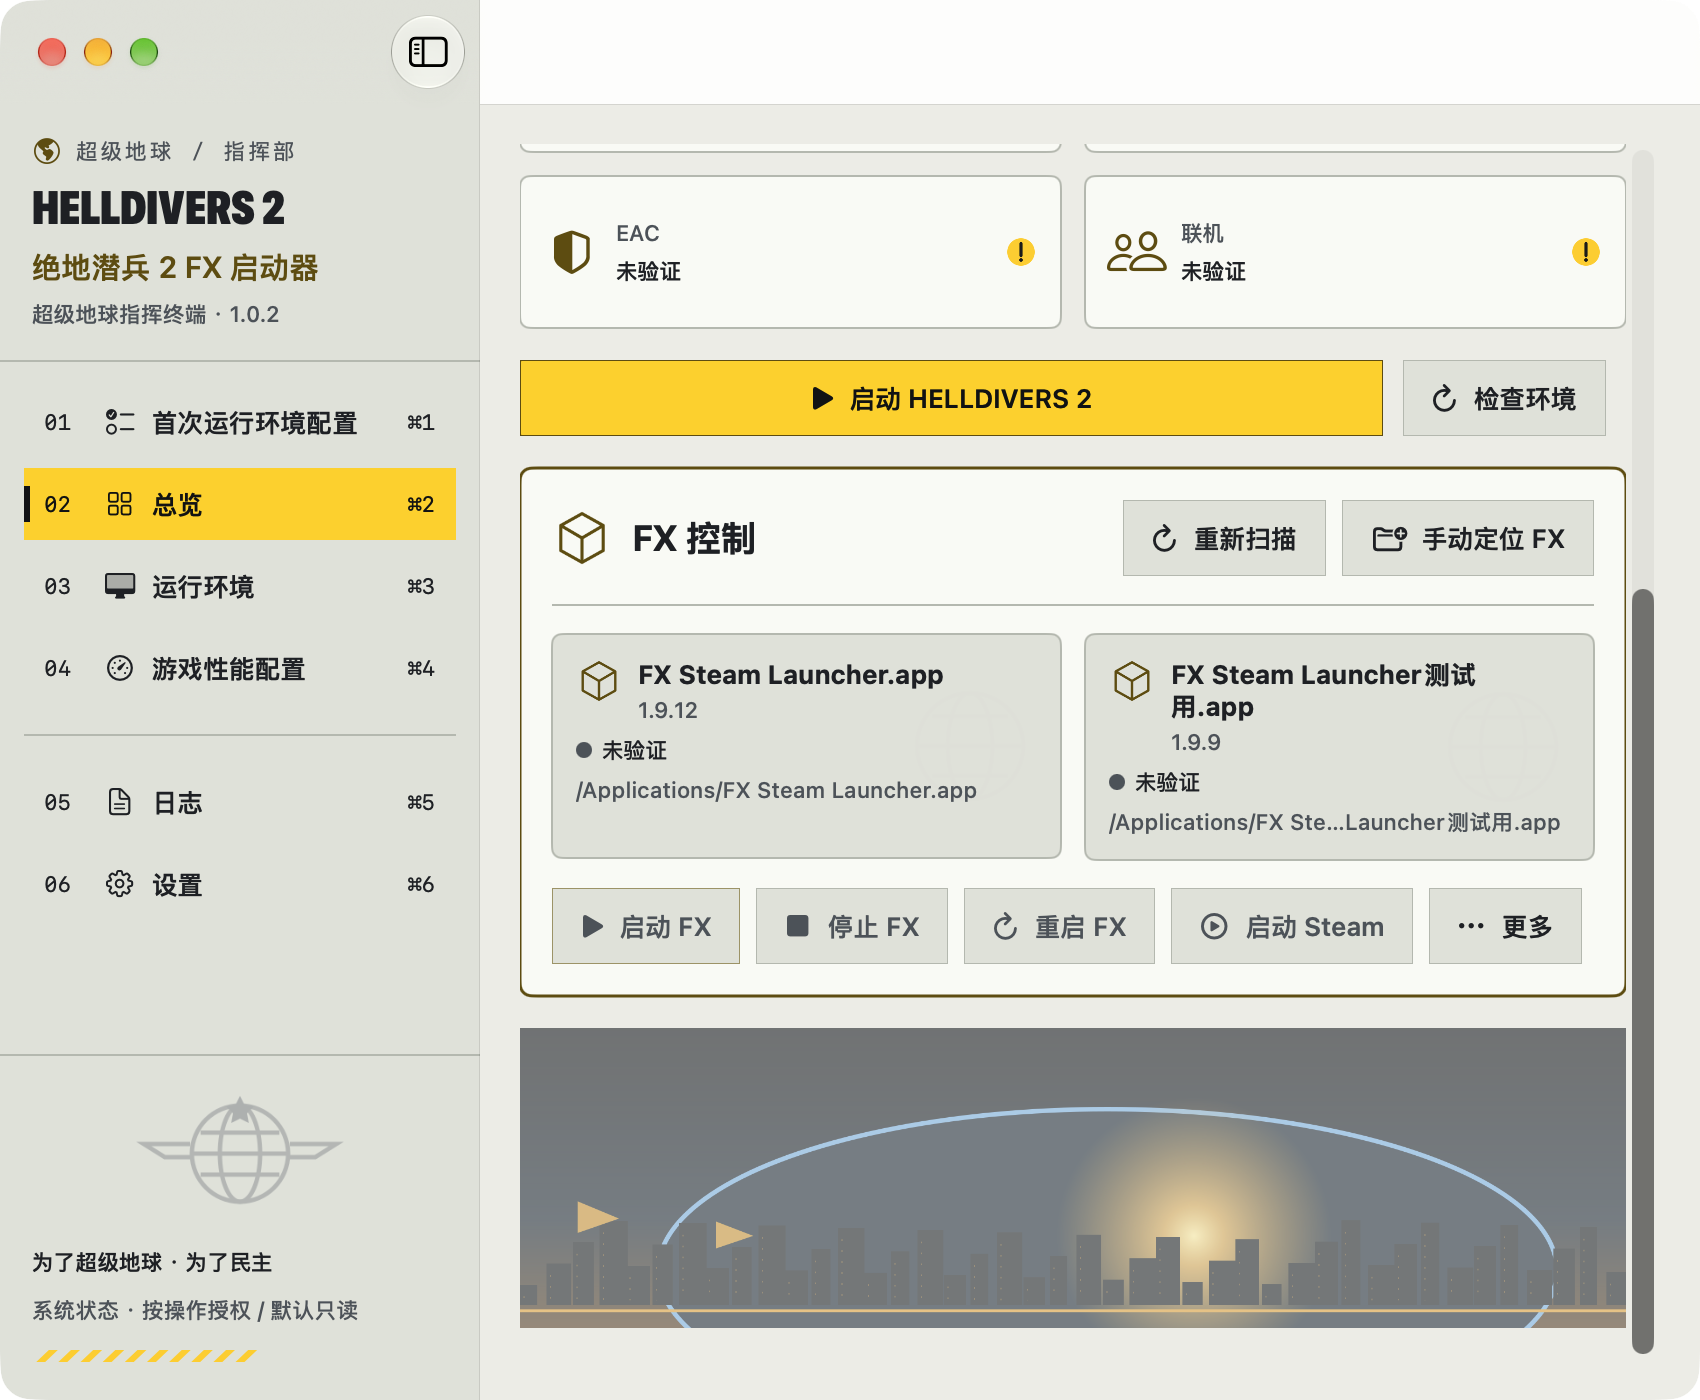 超级地球 / 指挥部
HELLDIVERS 2
绝地潜兵 2 FX 启动器
超级地球指挥终端 · 1.0.2
01 首次运行环境配置 ⌘1
02 总览 ⌘2
03 运行环境 ⌘3
04 游戏性能配置 ⌘4
05 日志 ⌘5
06 设置 ⌘6
为了超级地球 · 为了民主
系统状态 · 按操作授权 / 默认只读
EAC
未验证
联机
未验证
启动 HELLDIVERS 2
检查环境
FX 控制
重新扫描
手动定位 FX
FX Steam Launcher.app
1.9.12
未验证
/Applications/FX Steam Launcher.app
FX Steam Launcher测试
用.app
1.9.9
未验证
/Applications/FX Ste...Launcher测试用.app
启动 FX
停止 FX
重启 FX
启动 Steam
更多